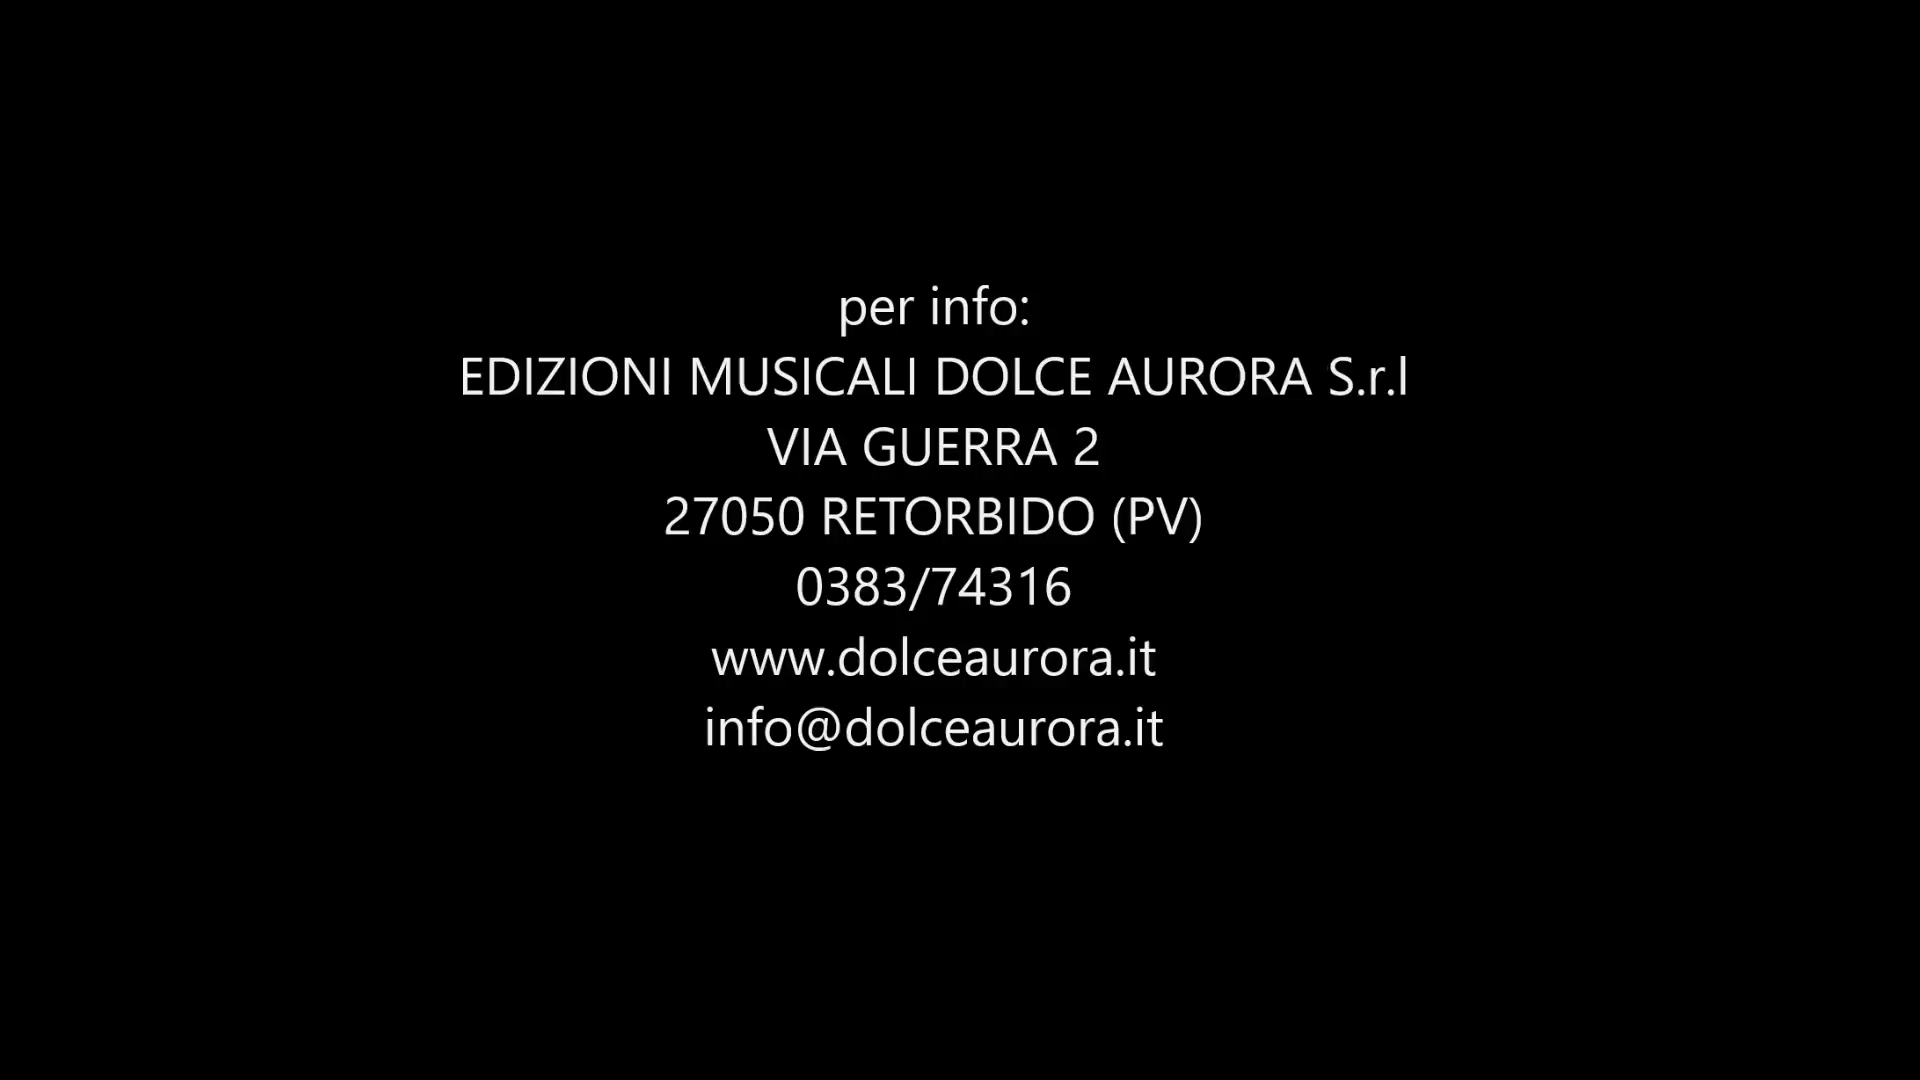 per info:
EDIZIONI MUSICALI DOLCE AURORA S.r.l
VIA GUERRA 2
27050 RETORBIDO (PV)
0383/74316
www.dolceaurora.it
info@dolceaurora.it